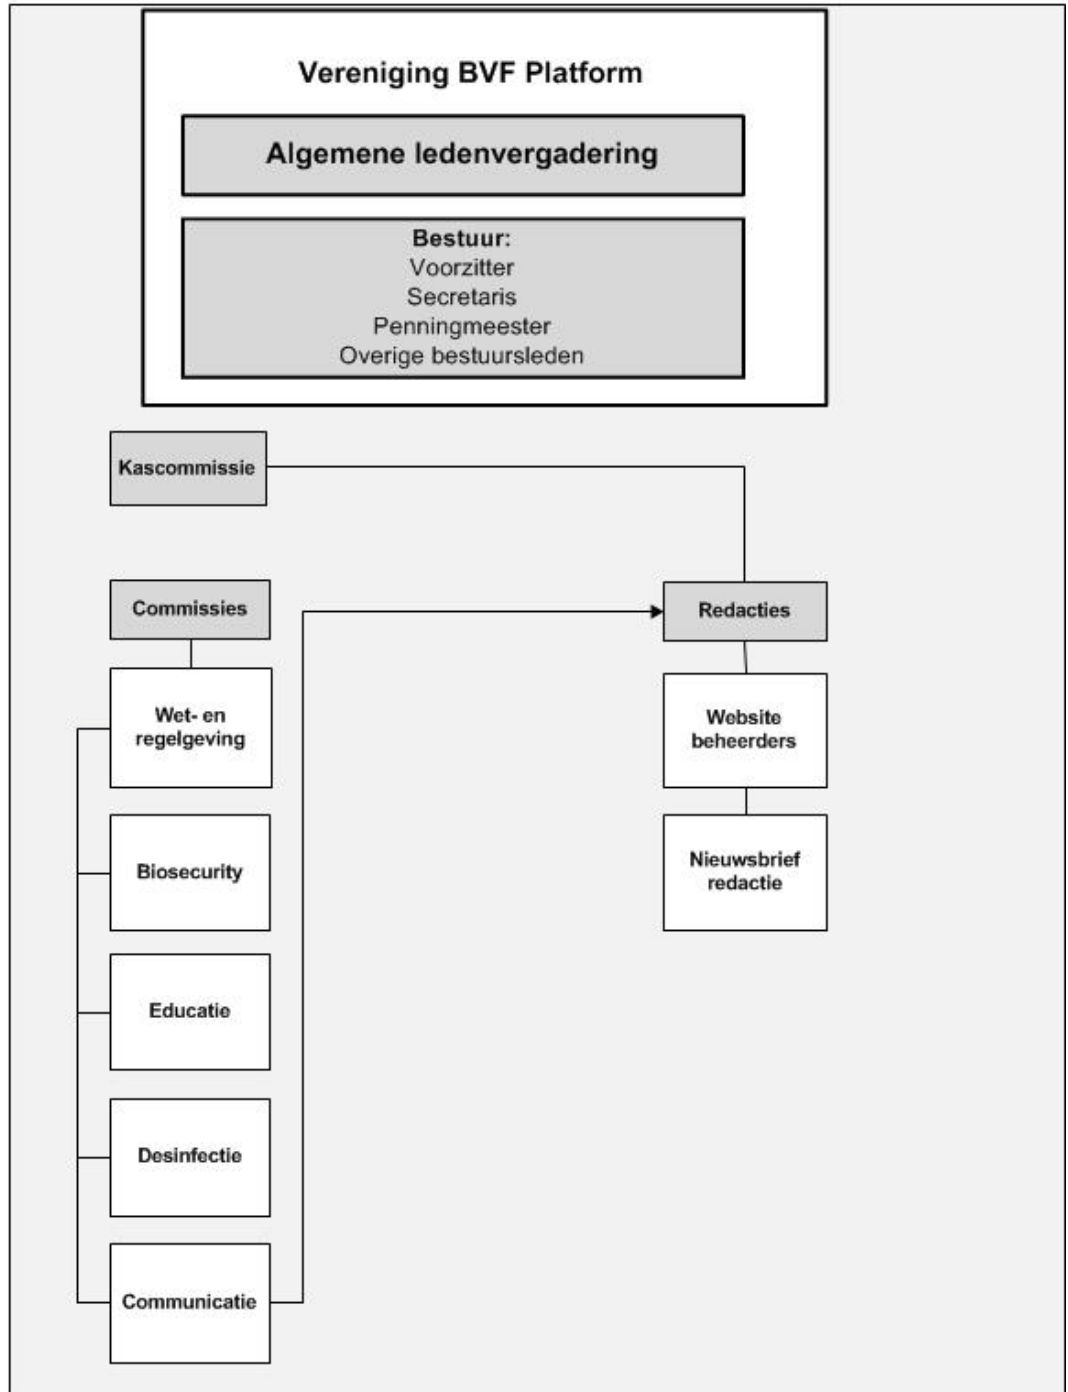 Vereniging BVF Platform
Algemene ledenvergadering
Bestuur:
Voorzitter
Secretaris
Penningmeester
Overige bestuursleden
Kascommissie
Commissies
Redacties
Wet- en
regelgeving
Website
beheerders
Biosecurity
Nieuwsbrief
redactie
Educatie
Desinfectie
Communicatie